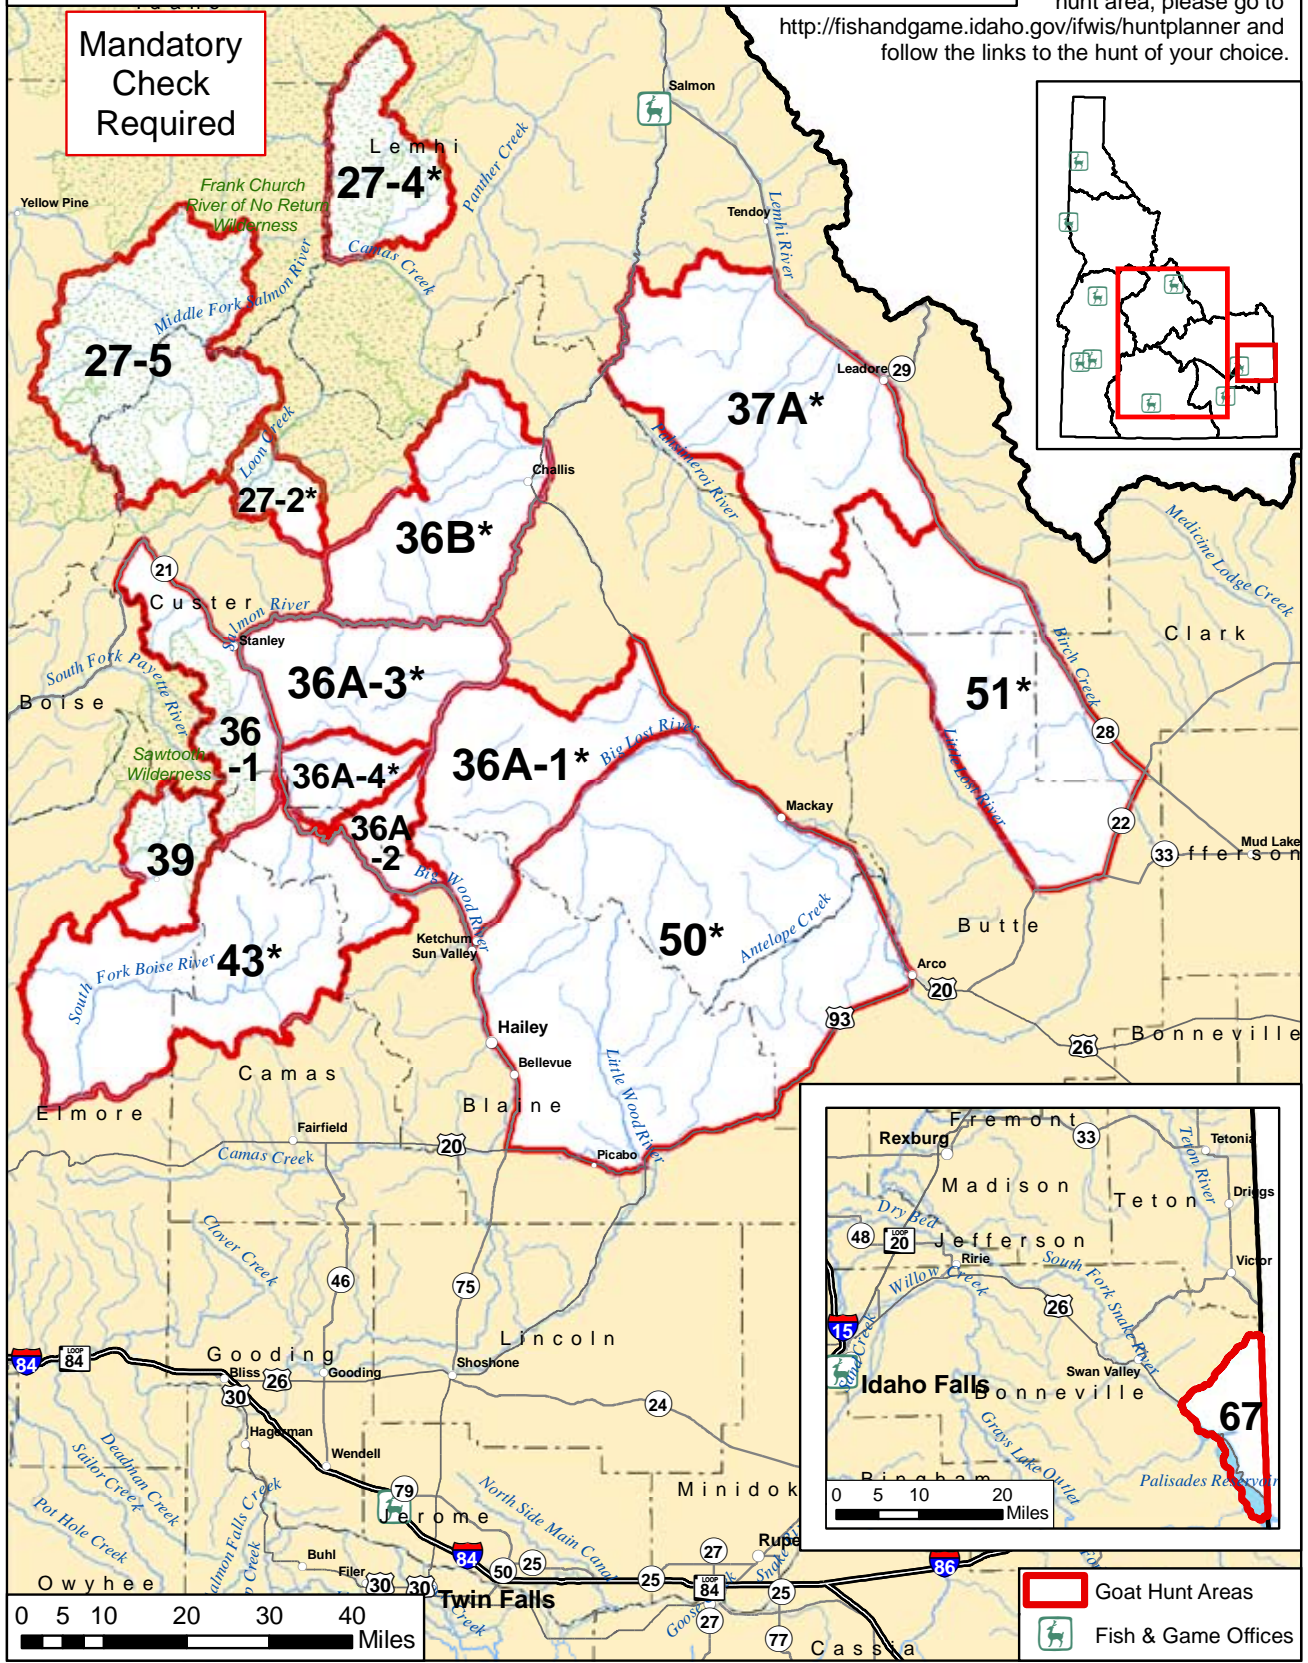 hunt area, please go to
http://fishandgame.idaho.gov/ifwis/huntplanner and
follow the links to the hunt of your choice.
Mandatory
Check
Required
Salmon
Lemhi
27-4*
Panther Creek
Frank Church
River of No Return
Wilderness
Yellow Pine
Tendoy
Lemhi River
Camas Creek
Middle Fork Salmon River
27-5
Leadore
29
37A*
Loon Creek
Pahsimeroi River
Challis
27-2*
36B*
Medicine Lodge Creek
21
Custer
Salmon River
Stanley
Clark
Birch Creek
South Fork Payette River
Boise
36A-3*
51*
36
-1
28
Sawtooth
Wilderness
36A-4*
36A-1*
Big Lost River
Little Lost River
Mackay
22
36A
-2
33
Mud Lake
fferson
39
Big Wood River
Antelope Creek
Butte
Ketchum
Sun Valley
50*
43*
South Fork Boise River
Arco
20
93
Hailey
26
Bonneville
Bellevue
Little Wood River
Camas
Elmore
Blaine
Fairfield
20
Camas Creek
Picabo
Fremont
Rexburg
33
Teton River
Tetonia
Madison
Teton
Driggs
Dry Bed
48
LOOP
20
Jefferson
Ririe
South Fork Snake River
Victor
Willow Creek
26
15
Sand Creek
Swan Valley
Idaho Falls
Bonneville
67
Grays Lake Outlet
Bingham
Palisades Reservoir
0 5 10 20
Miles
Clover Creek
46
75
Lincoln
84
LOOP
84
Gooding
Bliss
26
Gooding
Shoshone
30
24
Hagerman
Wendell
Deadman Creek
Sailor Creek
Pot Hole Creek
79
Jerome
North Side Main Canal
Minidok
27
Rupe
84
50
25
86
Buhl
Filer
30
30
25
LOOP
84
25
Owyhee
Twin Falls
27
77
Cassia
0 5 10 20 30 40
Miles
Goat Hunt Areas
Fish & Game Offices